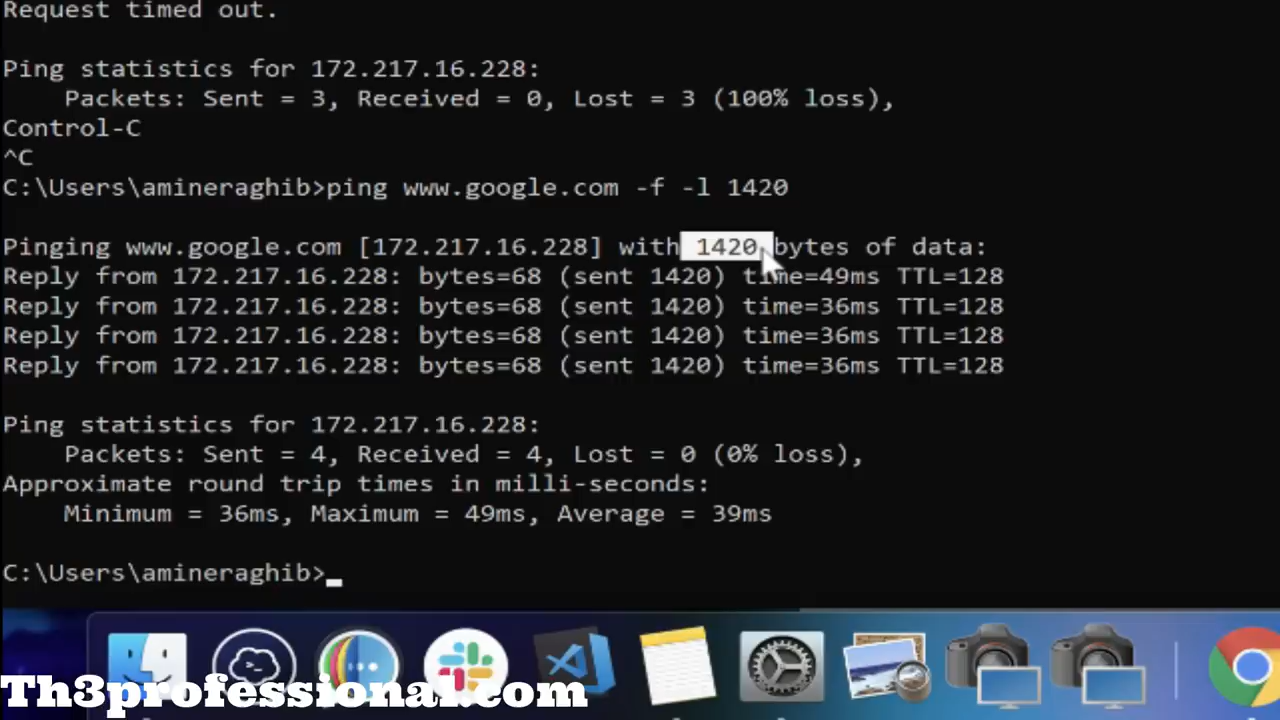 Request timed out.
Ping statistics for 172.217.16.228:
Packets: Sent = 3, Received = 0, Lost = 3 (100% loss),
Control-C
^C
C:\Users\amineraghib>ping www.google.com -f -l 1420
Pinging www.google.com [172.217.16.228] with 1420 bytes of data:
Reply from 172.217.16.228: bytes=68 (sent 1420) time=49ms TTL=128
Reply from 172.217.16.228: bytes=68 (sent 1420) time=36ms TTL=128
Reply from 172.217.16.228: bytes=68 (sent 1420) time=36ms TTL=128
Reply from 172.217.16.228: bytes=68 (sent 1420) time=36ms TTL=128
Ping statistics for 172.217.16.228:
Packets: Sent = 4, Received = 4, Lost = 0 (0% loss),
Approximate round trip times in milli-seconds:
Minimum = 36ms, Maximum = 49ms, Average = 39ms
C:\Users\amineraghib>_
Th3professional.com